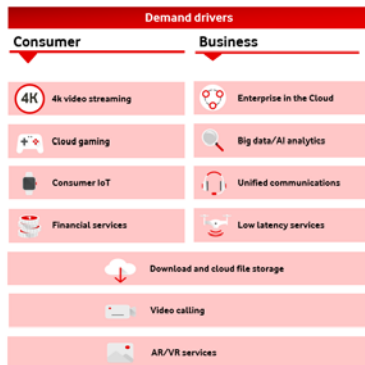 Demand drivers
Consumer
Business
4K
4k video streaming
Enterprise in the Cloud
Cloud gaming
Big data/AI analytics
Consumer IoT
Unified communications
Financial services
Low latency services
Download and cloud file storage
Video calling
AR/VR services